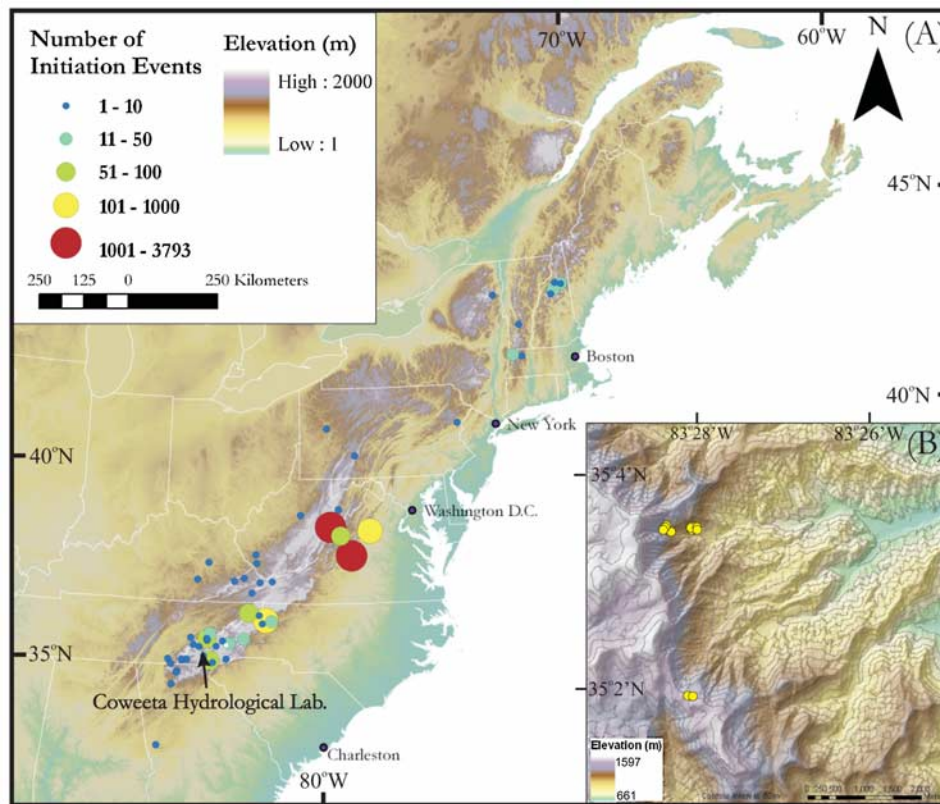 Number of
Initiation Events
1 - 10
11 - 50
51 - 100
101 - 1000
1001 - 3793
Elevation (m)
High : 2000
Low : 1
250 125 0 250 Kilometers
70°W
60°W
N
(A)
45°N
40°N
Boston
New York
Washington D.C.
40°N
35°N
Coweeta Hydrological Lab.
Charleston
80°W
83°28'W
83°26'W
(B)
35°4'
35°2'
Elevation (m)
1597
661